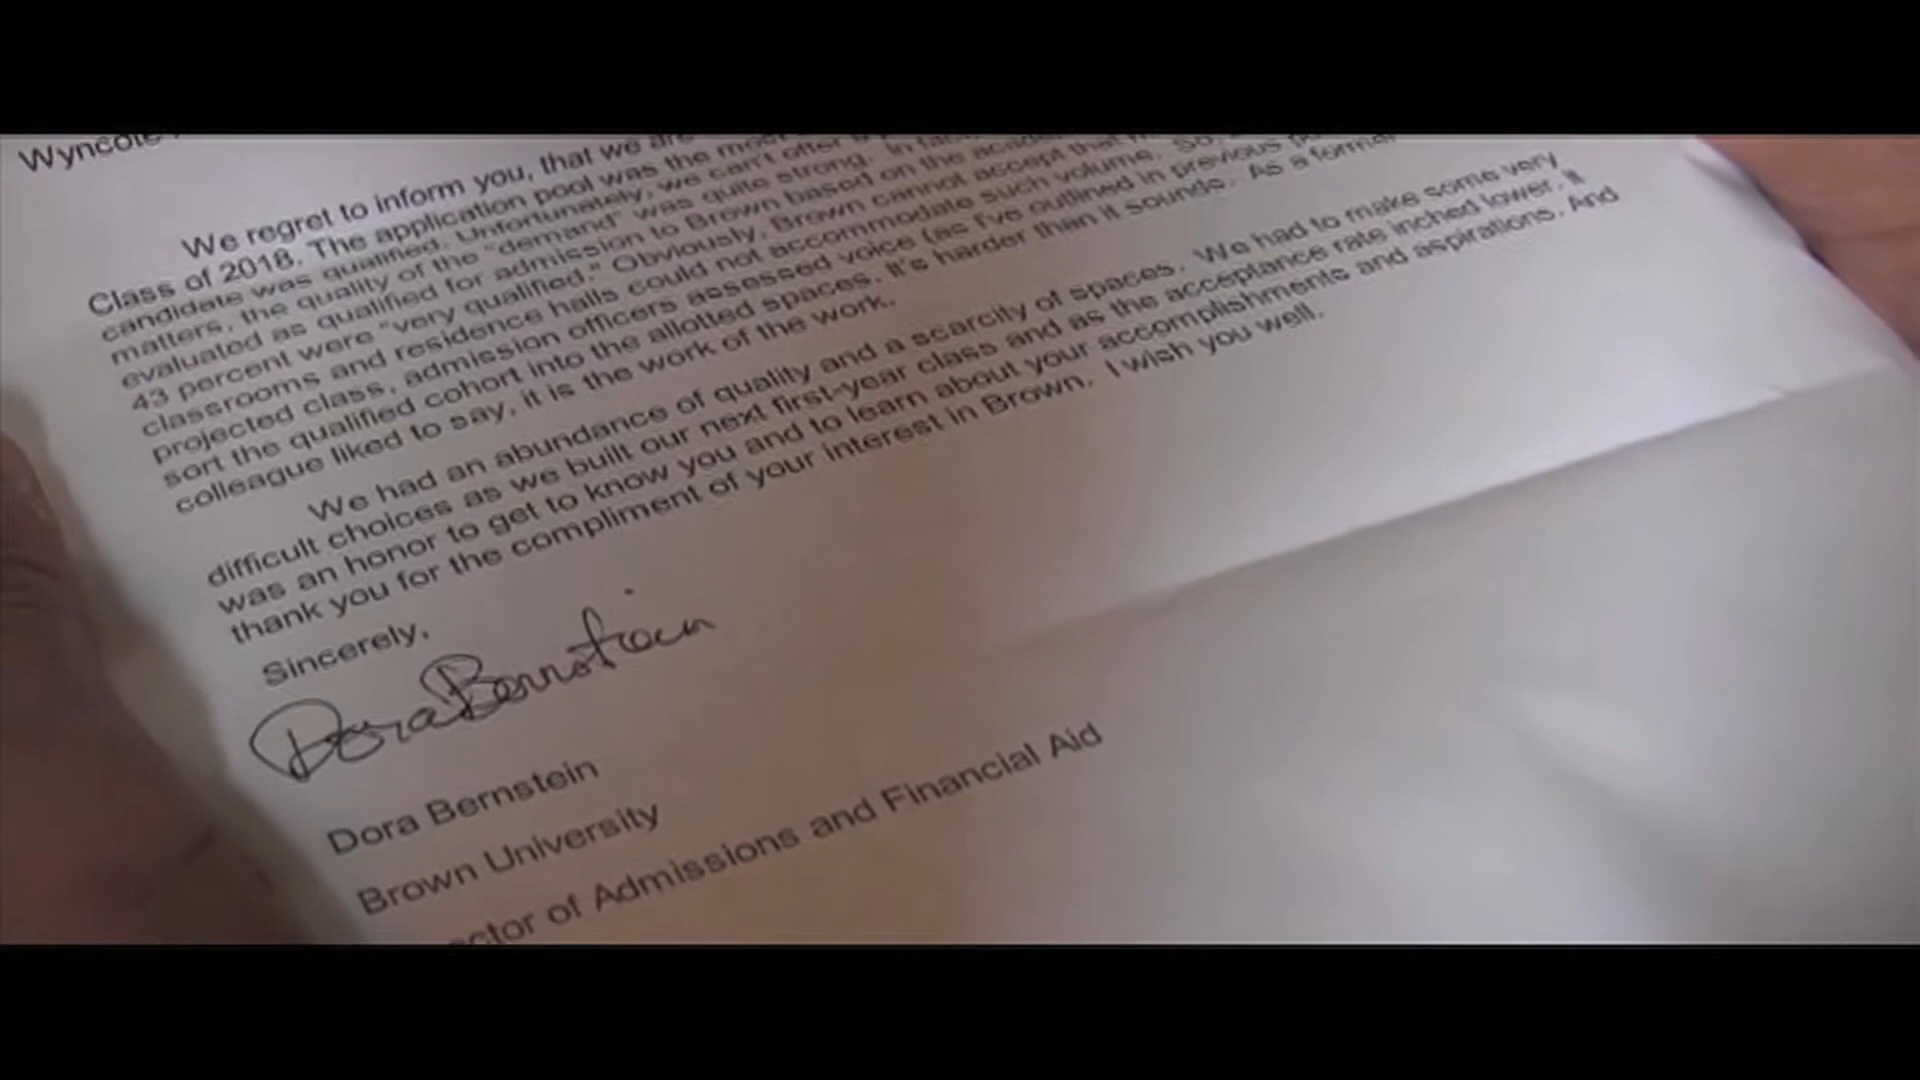 Wyncote
We regret to inform you, that we are
Class of 2018. The application pool was the most
candidate was qualified. Unfortunately, we can't offer
matters, the quality of the "demand" was quite strong. In fact,
evaluated as qualified for admission to Brown based on the
43 percent were "very qualified." Obviously, Brown cannot accept that
classrooms and residence halls could not accommodate such volume. So,
projected class, admission officers assessed voice (as I've outlined in previous
sort the qualified cohort into the allotted spaces. It's harder than it sounds. As a former
colleague liked to say, it is the work of the work.
We had an abundance of quality and a scarcity of spaces. We had to make some very
difficult choices as we built our next first-year class and as the acceptance rate inched lower. It
was an honor to get to know you and to learn about your accomplishments and aspirations. And
thank you for the compliment of your interest in Brown. I wish you well.
Sincerely,
Dora Bernstein
Dora Bernstein
Brown University
ctor of Admissions and Financial Aid